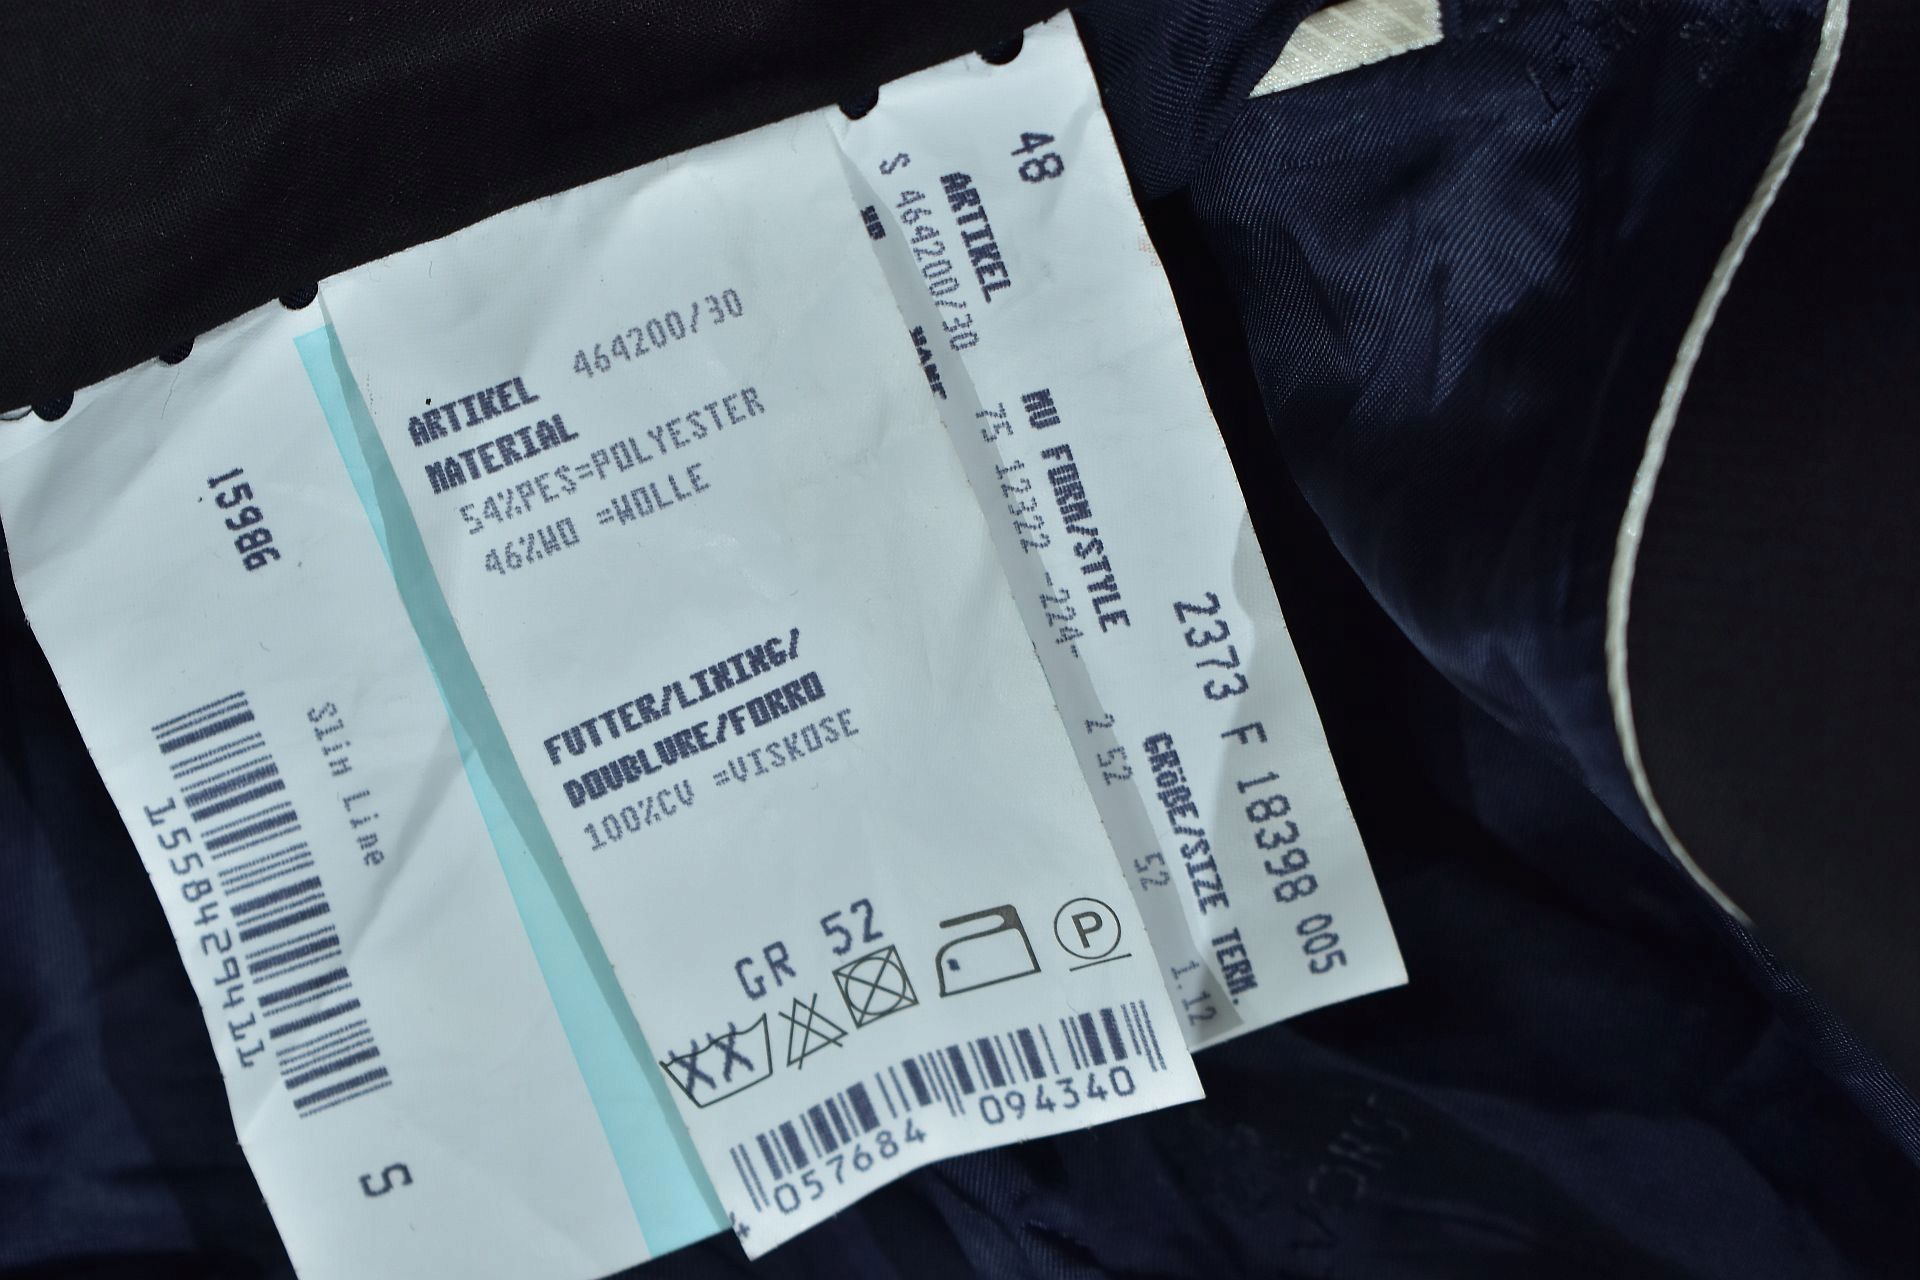 15986
Slim Line
15584294TT
S
ARTIKEL 464200/30
MATERIAL
54%PES=POLYESTER
46%WO =WOLLE
FUTTER/LINING/
DOUBLURE/FORRO
100%CV =VISKOSE
GR 52
P
4 057684 094340
S 464200/30 75 12322 -224- 2 52 52 1.12
ARTIKEL MU FORM/STYLE GRÖßE/SIZE TERM.
48 2373 F 18398 005